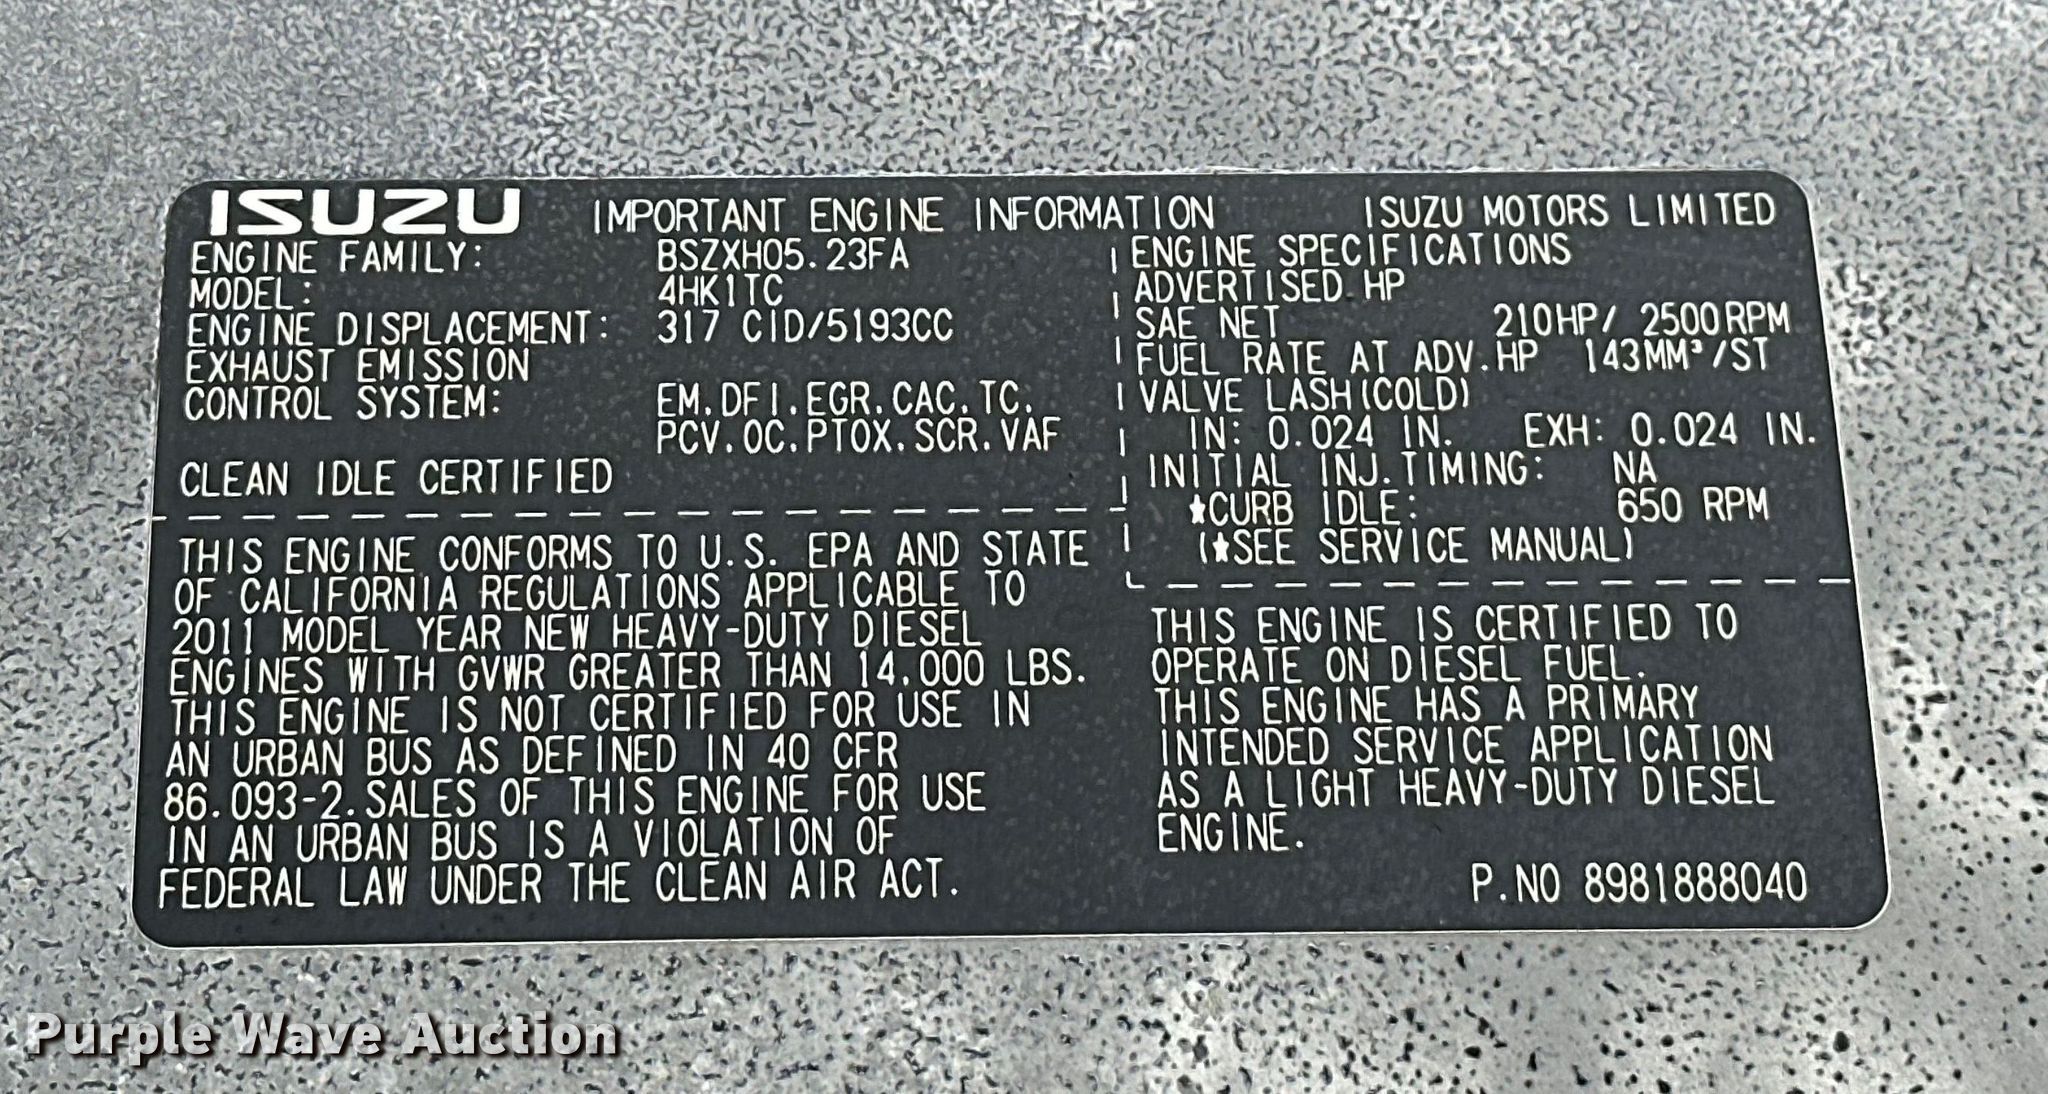 ISUZU IMPORTANT ENGINE INFORMATION ISUZU MOTORS LIMITED
ENGINE FAMILY: BSZXH05.23FA
MODEL: 4HK1TC
ENGINE DISPLACEMENT: 317 CID/5193CC
EXHAUST EMISSION
CONTROL SYSTEM: EM.DFI.EGR.CAC.TC.
PCV.OC.PTOX.SCR.VAF
CLEAN IDLE CERTIFIED
THIS ENGINE CONFORMS TO U.S. EPA AND STATE
OF CALIFORNIA REGULATIONS APPLICABLE TO
2011 MODEL YEAR NEW HEAVY-DUTY DIESEL
ENGINES WITH GVWR GREATER THAN 14,000 LBS.
THIS ENGINE IS NOT CERTIFIED FOR USE IN
AN URBAN BUS AS DEFINED IN 40 CFR
86.093-2.SALES OF THIS ENGINE FOR USE
IN AN URBAN BUS IS A VIOLATION OF
FEDERAL LAW UNDER THE CLEAN AIR ACT.
ENGINE SPECIFICATIONS
ADVERTISED.HP
SAE NET 210HP/ 2500RPM
FUEL RATE AT ADV.HP 143MM³/ST
VALVE LASH(COLD)
IN: 0.024 IN. EXH: 0.024 IN.
INITIAL INJ.TIMING: NA
★CURB IDLE: 650 RPM
(★SEE SERVICE MANUAL)
THIS ENGINE IS CERTIFIED TO
OPERATE ON DIESEL FUEL.
THIS ENGINE HAS A PRIMARY
INTENDED SERVICE APPLICATION
AS A LIGHT HEAVY-DUTY DIESEL
ENGINE.
P.NO 8981888040
Purple Wave Auction